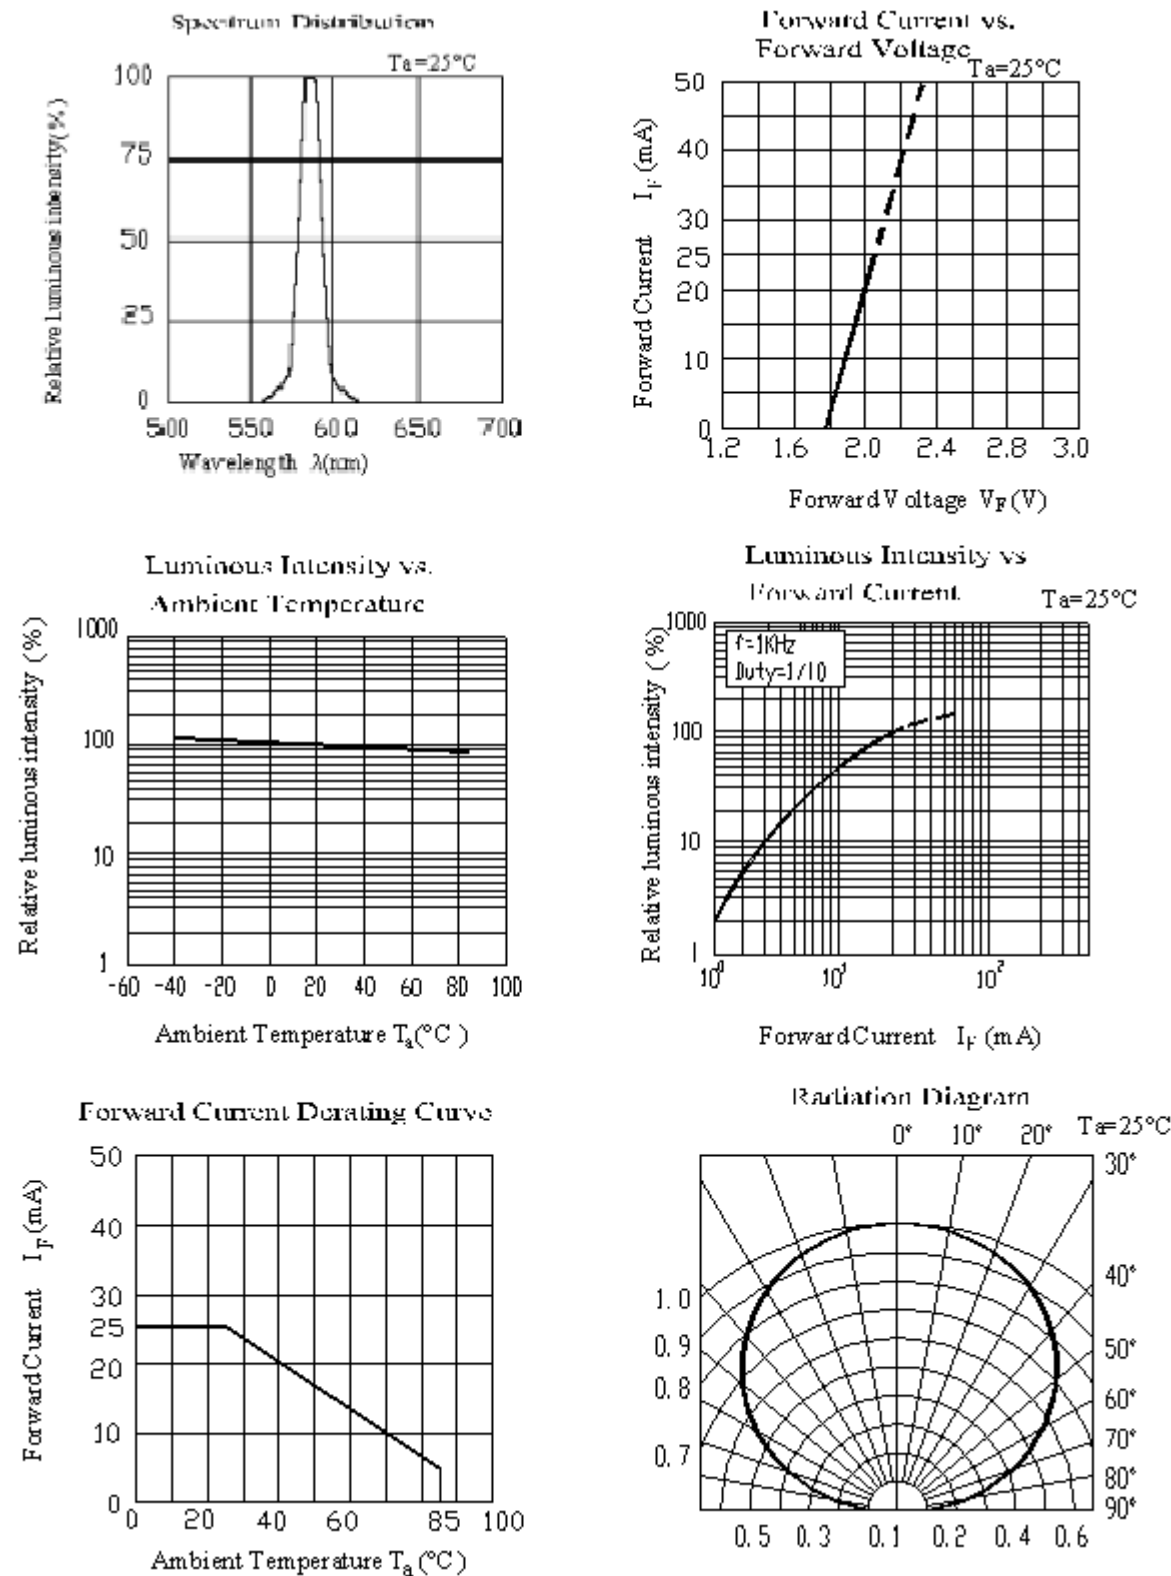 Spectrum Distribution
Ta=25°C
Relative luminous intensity(%)
100
75
50
25
0
500 550 600 650 700
Wavelength λ(nm)
Forward Current vs.
Forward Voltage
Ta=25°C
Forward Current IF(mA)
50
40
30
25
20
10
0
1.2 1.6 2.0 2.4 2.8 3.0
Forward Voltage VF(V)
Luminous Intensity vs.
Ambient Temperature
Relative luminous intensity (%)
1000
100
10
1
-60 -40 -20 0 20 40 60 80 100
Ambient Temperature Ta(°C )
Luminous Intensity vs
Forward Current
Ta=25°C
f=1KHz
Duty=1/10
Relative luminous intensity (%)
1000
100
10
1
10⁰ 10¹ 10²
Forward Current IF (mA)
Forward Current Derating Curve
Forward Current IF(mA)
50
40
30
25
20
10
0
0 40 60 85 100
Ambient Temperature Ta(°C)
Radiation Diagram
Ta=25°C
0° 10° 20°
30°
40°
50°
60°
70°
80°
90°
1.0
0.9
0.8
0.7
0.5 0.3 0.1 0.2 0.4 0.6